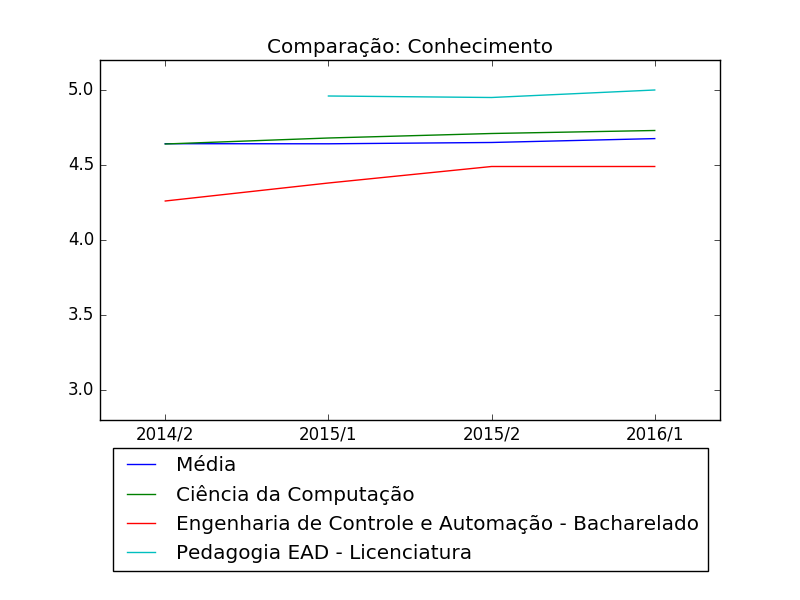 Comparação: Conhecimento
5.0
4.5
4.0
3.5
3.0
2014/2 2015/1 2015/2 2016/1
Média
Ciência da Computação
Engenharia de Controle e Automação - Bacharelado
Pedagogia EAD - Licenciatura